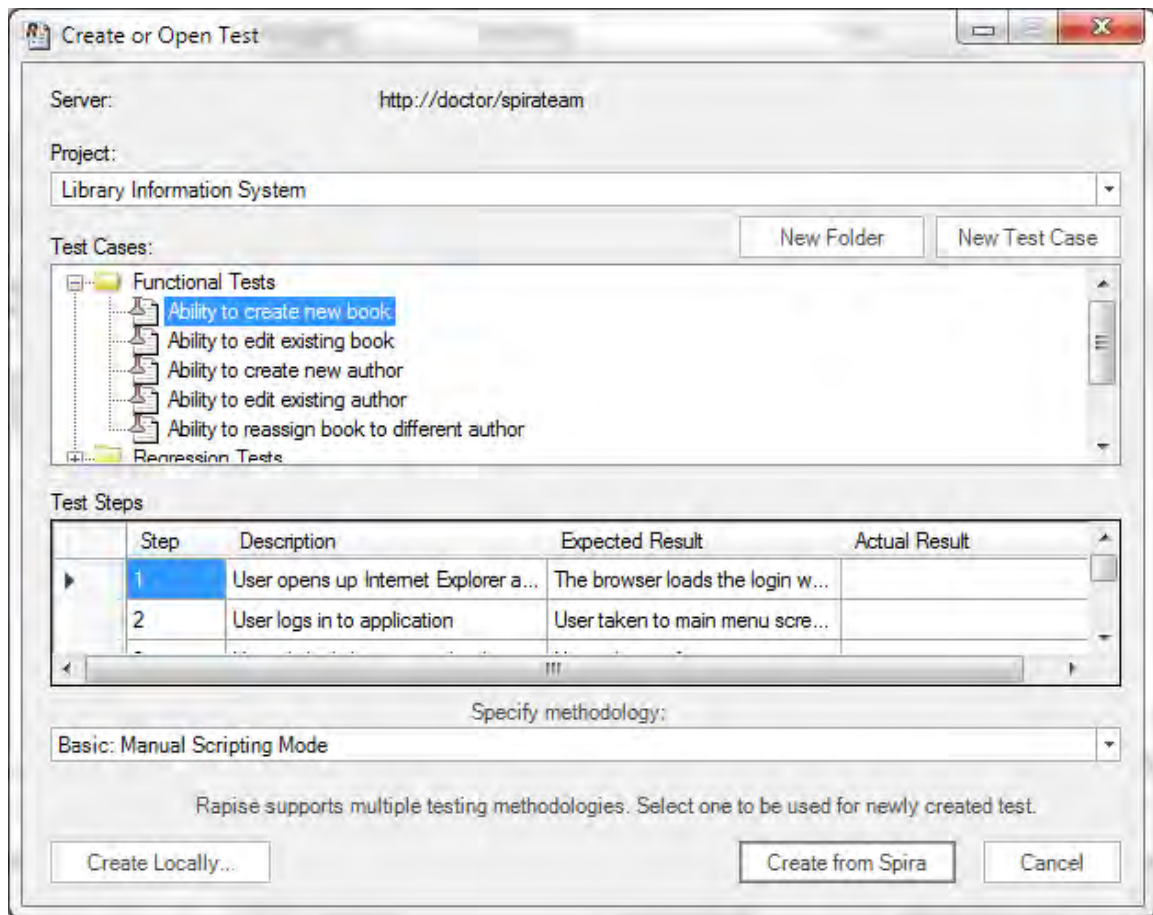 Create or Open Test
Server: http://doctor/spirateam
Project:
Library Information System
New Folder New Test Case
Test Cases:
Functional Tests
Ability to create new book
Ability to edit existing book
Ability to create new author
Ability to edit existing author
Ability to reassign book to different author
Regression Tests
Test Steps
Step Description Expected Result Actual Result
1 User opens up Internet Explorer a... The browser loads the login w...
2 User logs in to application User taken to main menu scre...
Specify methodology:
Basic: Manual Scripting Mode
Rapise supports multiple testing methodologies. Select one to be used for newly created test.
Create Locally... Create from Spira Cancel